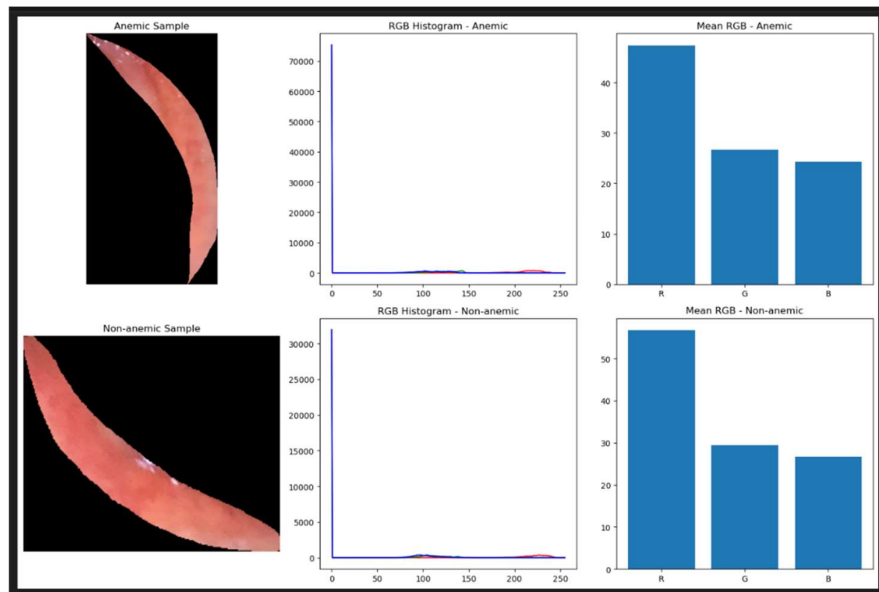 Anemic Sample
RGB Histogram - Anemic
Mean RGB - Anemic
70000
60000
50000
40000
30000
20000
10000
0
0 50 100 150 200 250
40
30
20
10
0
R G B
Non-anemic Sample
RGB Histogram - Non-anemic
Mean RGB - Non-anemic
30000
25000
20000
15000
10000
5000
0
0 50 100 150 200 250
50
40
30
20
10
0
R G B